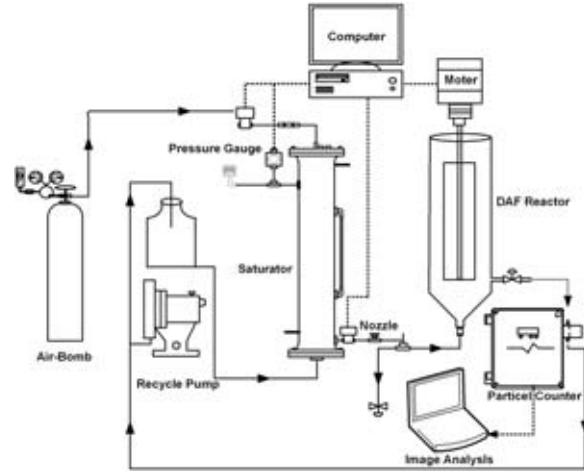 Computer
Moter
Pressure Gauge
DAF Reactor
Saturator
Nozzle
Air-Bomb
Recycle Pump
Particel Counter
Image Analysis